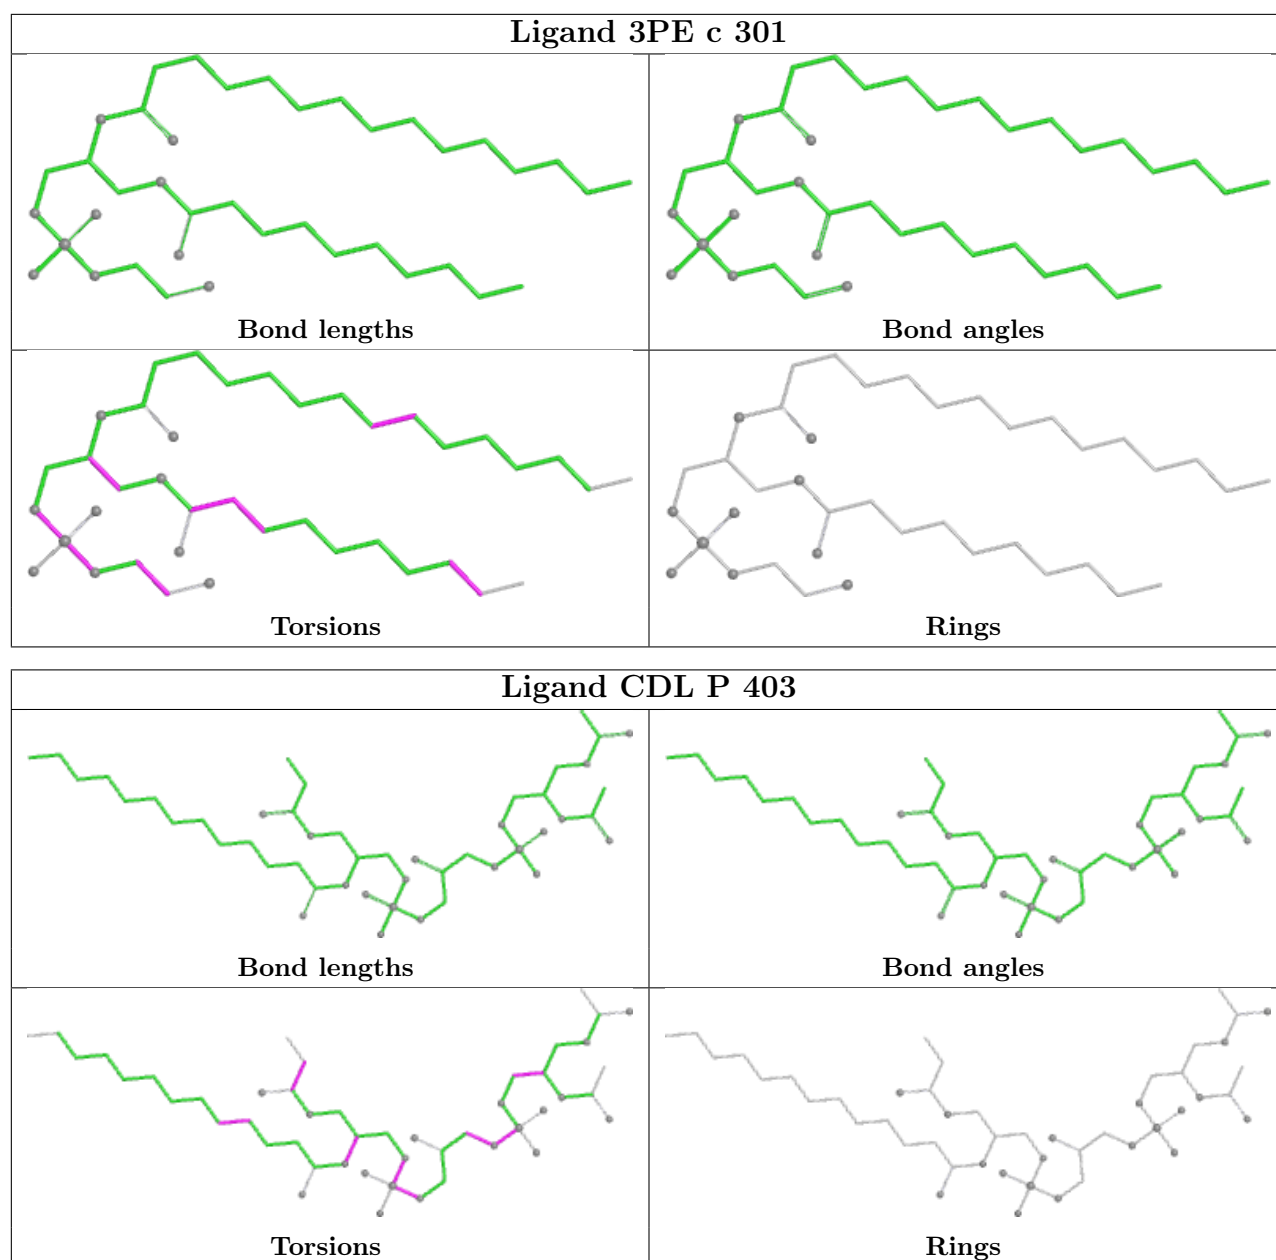 Ligand 3PE c 301
Bond lengths
Bond angles
Torsions
Rings
Ligand CDL P 403
Bond lengths
Bond angles
Torsions
Rings